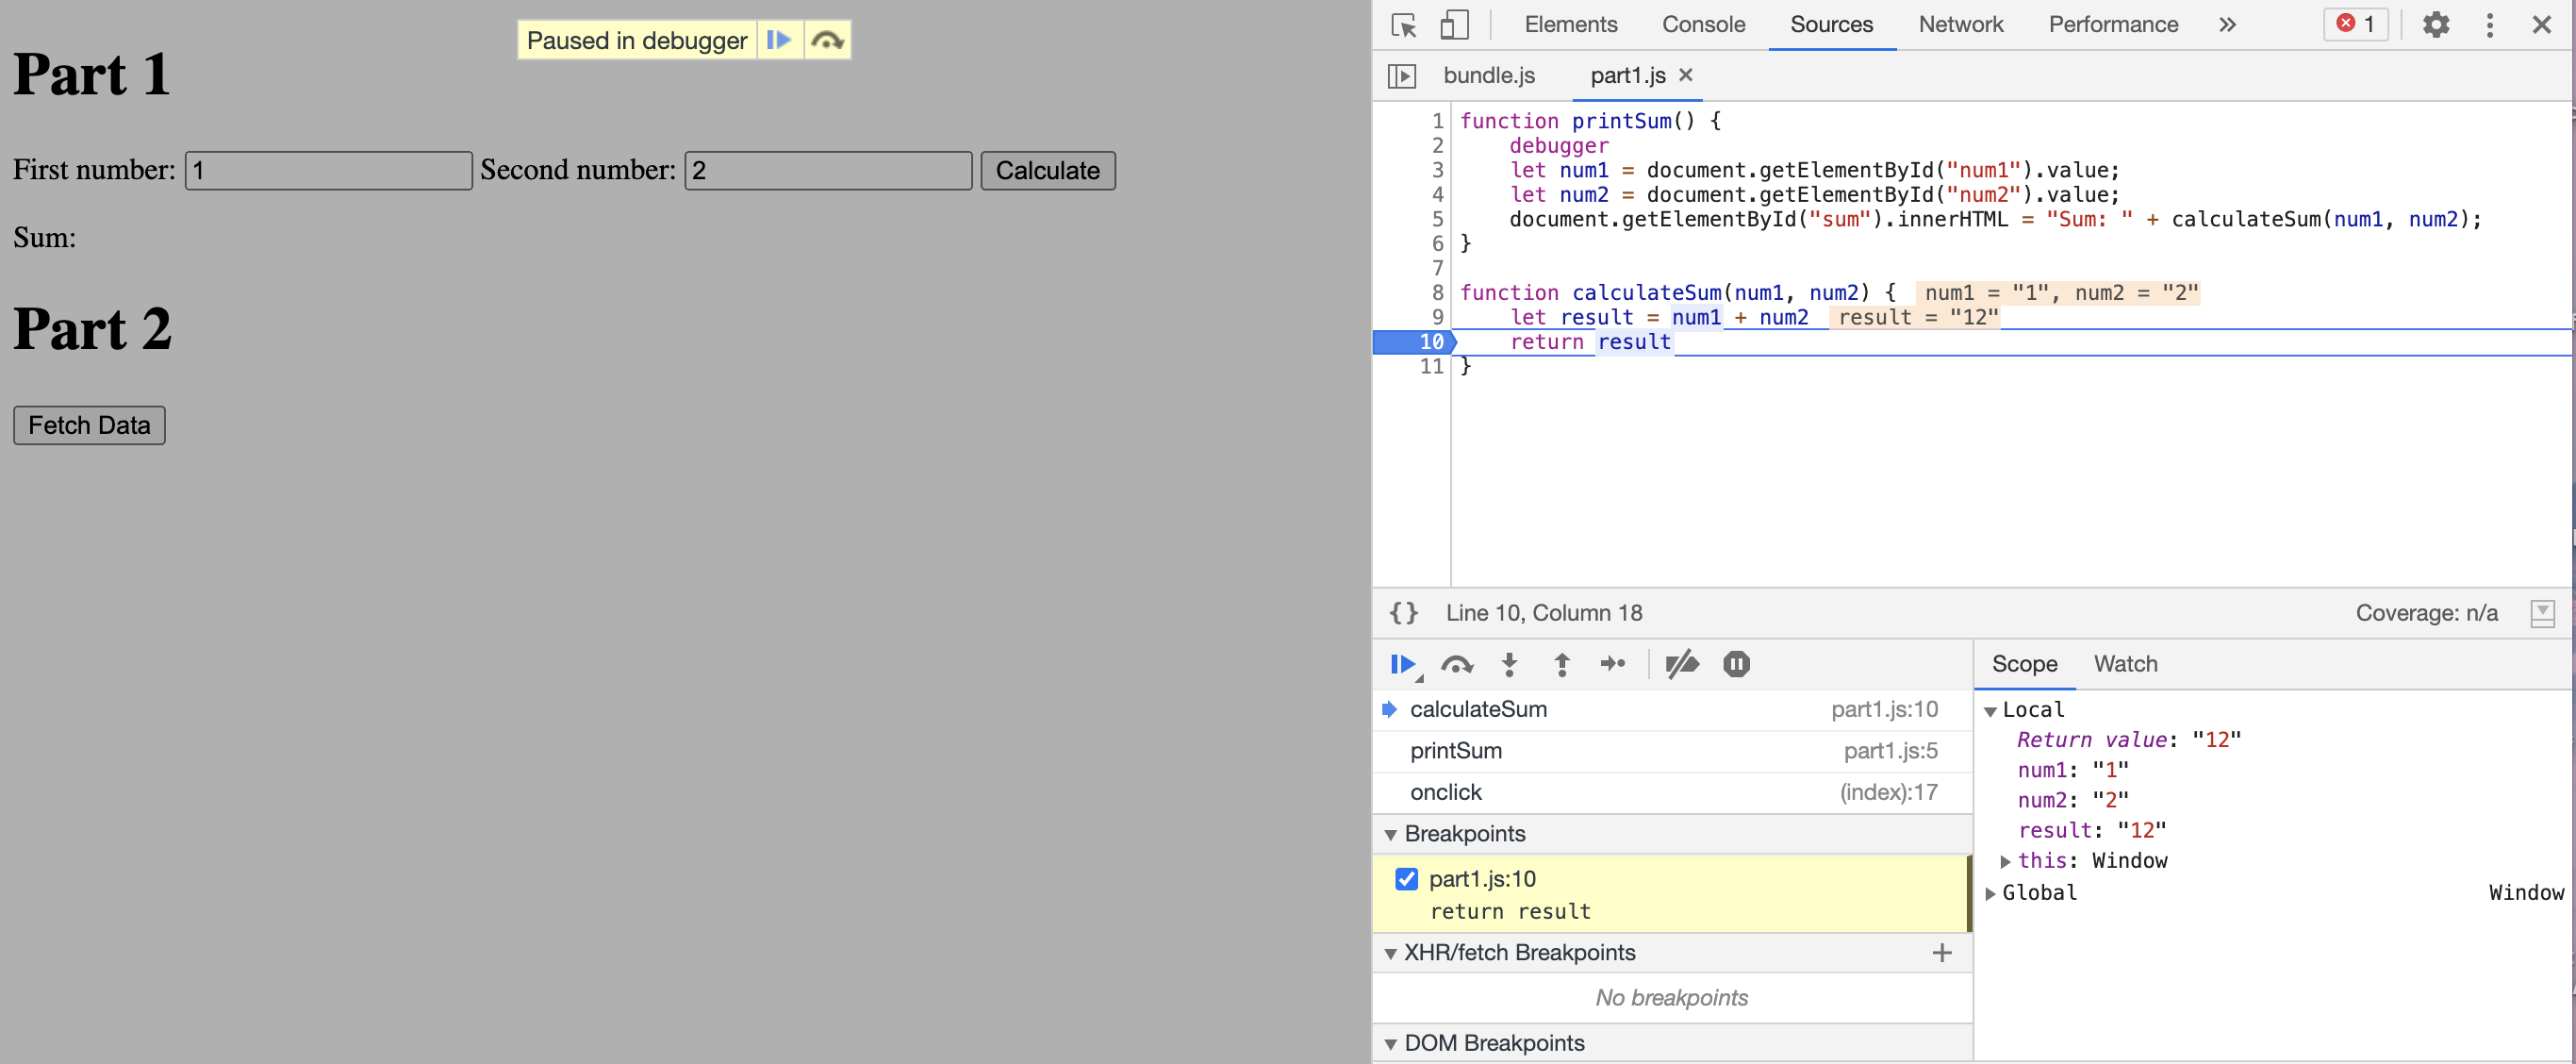 Paused in debugger
Part 1
First number: 1 Second number: 2 Calculate
Sum:
Part 2
Fetch Data
Elements Console Sources Network Performance » 1
bundle.js part1.js ×
1 function printSum() {
2     debugger
3     let num1 = document.getElementById("num1").value;
4     let num2 = document.getElementById("num2").value;
5     document.getElementById("sum").innerHTML = "Sum: " + calculateSum(num1, num2);
6 }
7
8 function calculateSum(num1, num2) { num1 = "1", num2 = "2"
9     let result = num1 + num2 result = "12"
10     return result
11 }
{} Line 10, Column 18 Coverage: n/a
calculateSum part1.js:10
printSum part1.js:5
onclick (index):17
Breakpoints
part1.js:10
return result
XHR/fetch Breakpoints +
No breakpoints
DOM Breakpoints
Scope Watch
Local
Return value: "12"
num1: "1"
num2: "2"
result: "12"
this: Window
Global Window